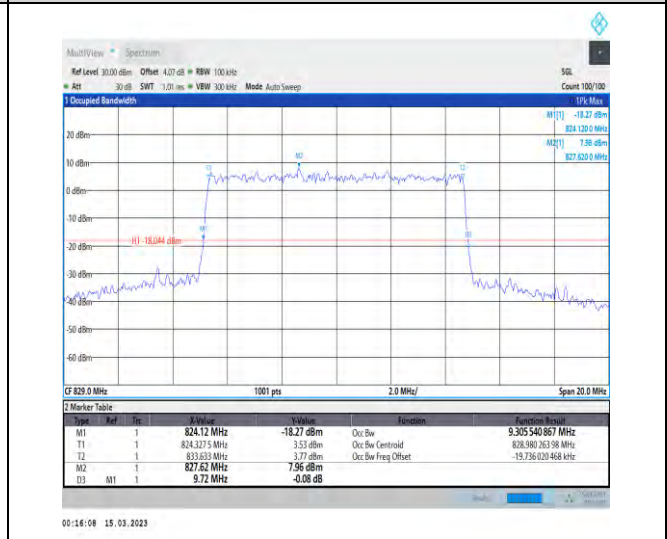 MultiView Spectrum
Ref Level 30.00 dBm Offset 4.07 dB RBW 100 kHz SGL
Att 30 dB SWT 1.01 ms VBW 300 kHz Mode Auto Sweep Count 100/100
1 Occupied Bandwidth 1Pk Max
M1[1] -18.27 dBm
824.120 0 MHz
M2[1] 7.96 dBm
827.620 0 MHz
20 dBm
10 dBm
M2
T1
T2
0 dBm
-10 dBm
M1
H1 -18.044 dBm
-20 dBm
-30 dBm
-40 dBm
-50 dBm
-60 dBm
CF 829.0 MHz 1001 pts 2.0 MHz/ Span 20.0 MHz
2 Marker Table
Type Ref Trc X-Value Y-Value Function Function Result
M1 1 824.12 MHz -18.27 dBm Occ Bw 9.305 540 867 MHz
T1 1 824.327 5 MHz 3.53 dBm Occ Bw Centroid 828.980 263 98 MHz
T2 1 833.633 MHz 3.77 dBm Occ Bw Freq Offset -19.736 020 468 kHz
M2 1 827.62 MHz 7.96 dBm
D3 M1 1 9.72 MHz -0.08 dB
00:16:08 15.03.2023